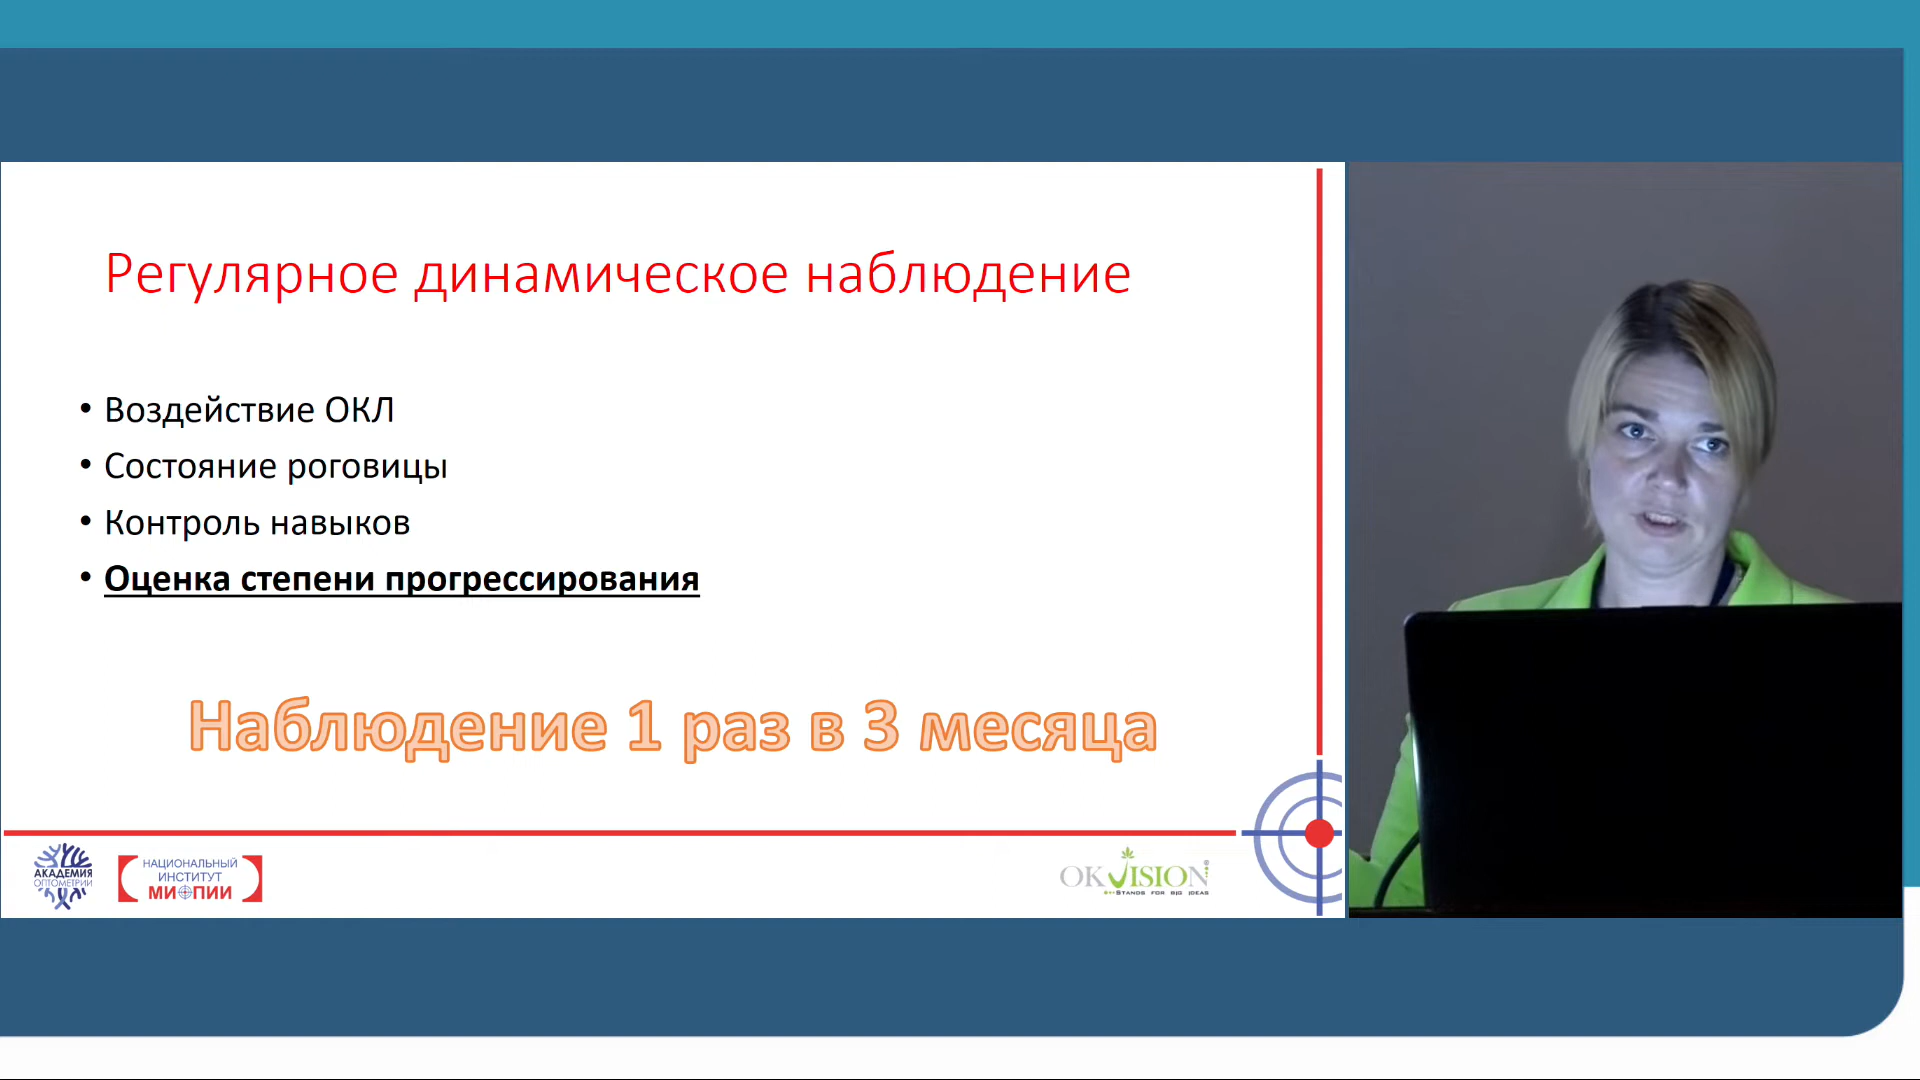 Регулярное динамическое наблюдение
• Воздействие ОКЛ
• Состояние роговицы
• Контроль навыков
• Оценка степени прогрессирования
Наблюдение 1 раз в 3 месяца
АКАДЕМИЯ
ОПТОМЕТРИИ
НАЦИОНАЛЬНЫЙ
ИНСТИТУТ
МИОПИИ
OKVISION
STANDS FOR BIG IDEAS